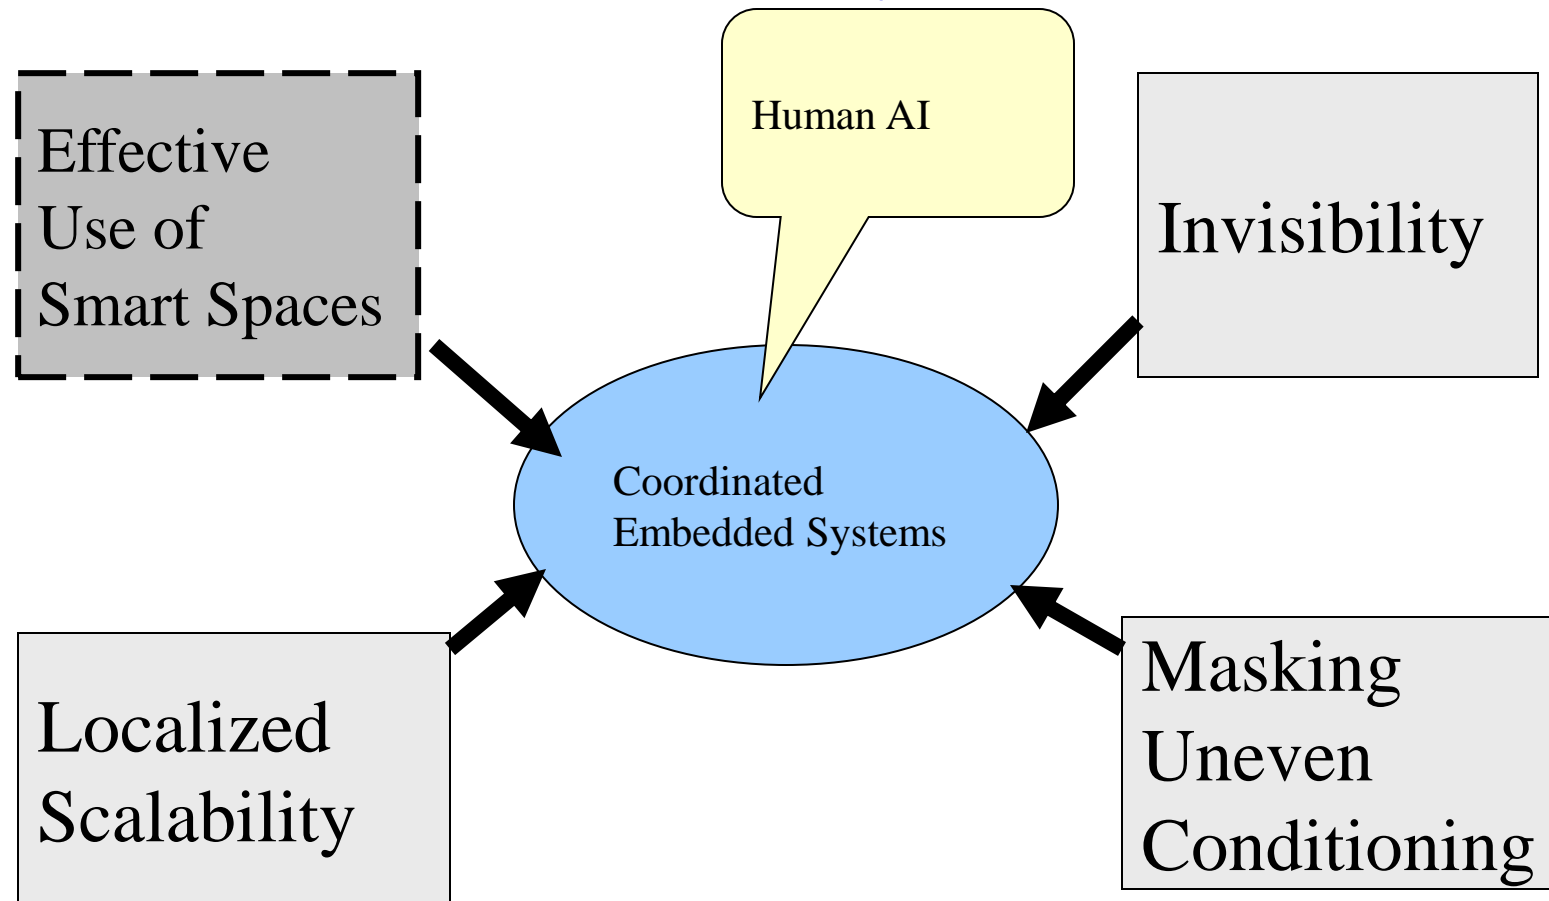 Human AI
Effective
Use of
Smart Spaces
Invisibility
Coordinated
Embedded Systems
Localized
Scalability
Masking
Uneven
Conditioning